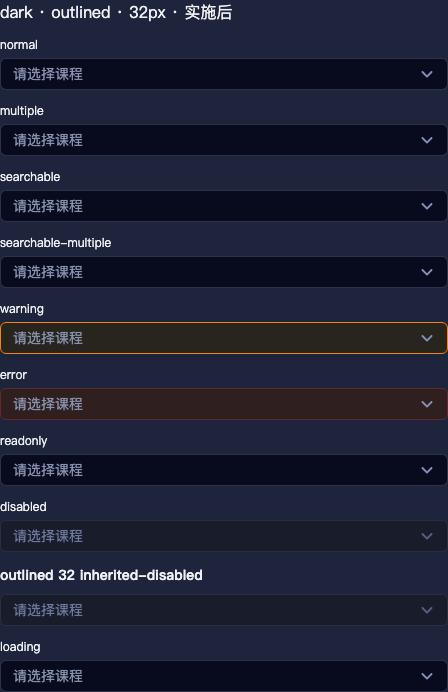 dark · outlined · 32px · 实施后
normal
请选择课程
multiple
请选择课程
searchable
请选择课程
searchable-multiple
请选择课程
warning
请选择课程
error
请选择课程
readonly
请选择课程
disabled
请选择课程
outlined 32 inherited-disabled
请选择课程
loading
请选择课程